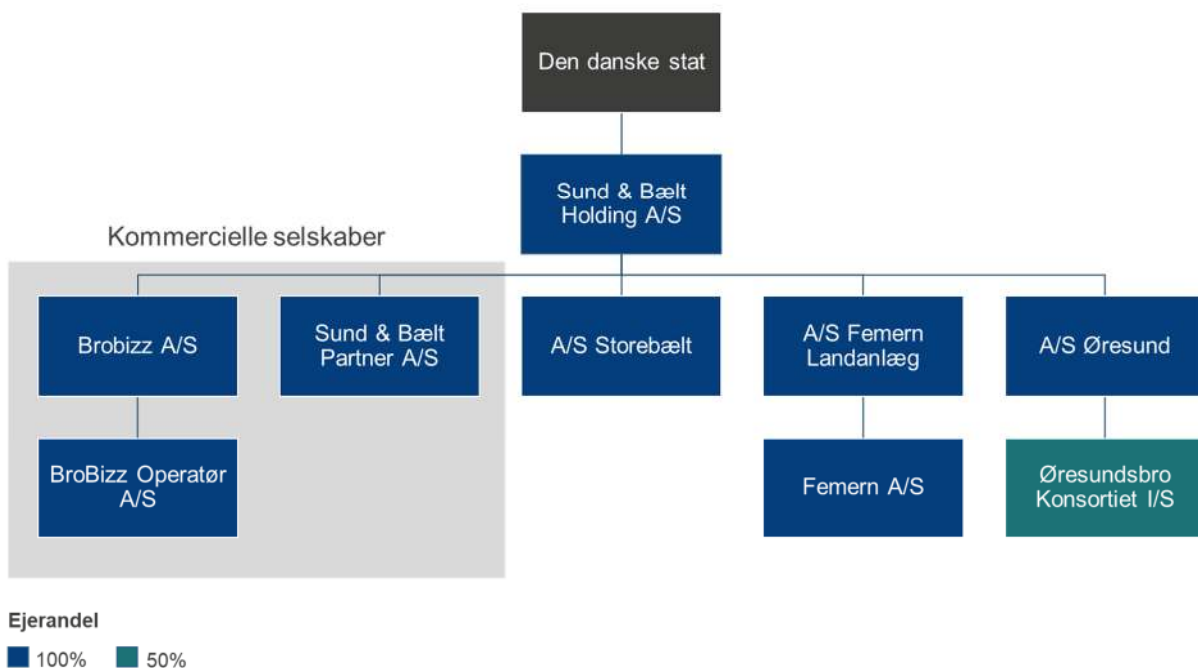 Den danske stat
Sund & Bælt
Holding A/S
Kommercielle selskaber
Brobizz A/S
Sund & Bælt
Partner A/S
A/S Storebælt
A/S Femern
Landanlæg
A/S Øresund
BroBizz Operatør
A/S
Femern A/S
Øresundsbro
Konsortiet I/S
Ejerandel
100%
50%